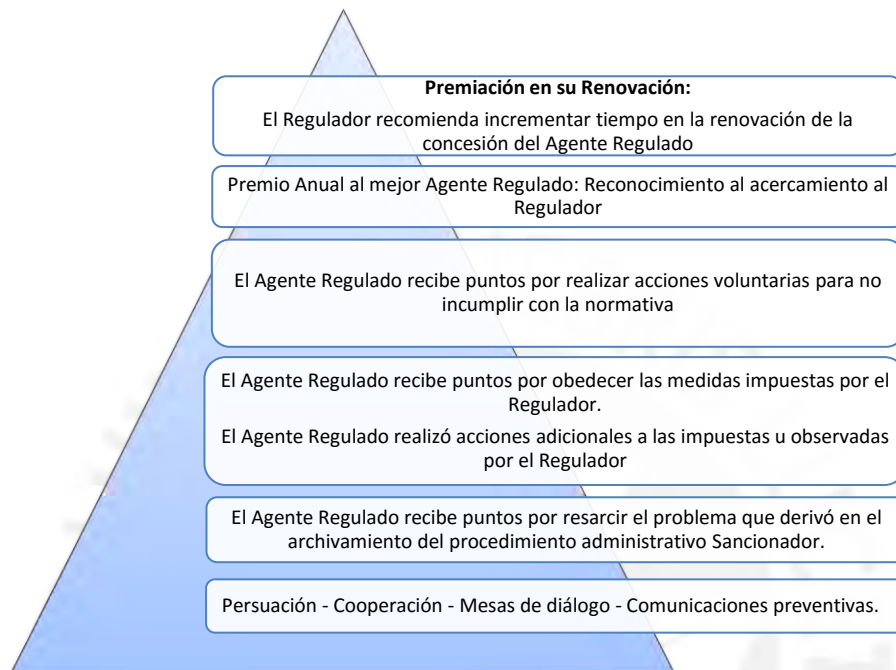 Premiación en su Renovación:
El Regulador recomienda incrementar tiempo en la renovación de la
concesión del Agente Regulado
Premio Anual al mejor Agente Regulado: Reconocimiento al acercamiento al
Regulador
El Agente Regulado recibe puntos por realizar acciones voluntarias para no
incumplir con la normativa
El Agente Regulado recibe puntos por obedecer las medidas impuestas por el
Regulador.
El Agente Regulado realizó acciones adicionales a las impuestas u observadas
por el Regulador
El Agente Regulado recibe puntos por resarcir el problema que derivó en el
archivamiento del procedimiento administrativo Sancionador.
Persuación - Cooperación - Mesas de diálogo - Comunicaciones preventivas.